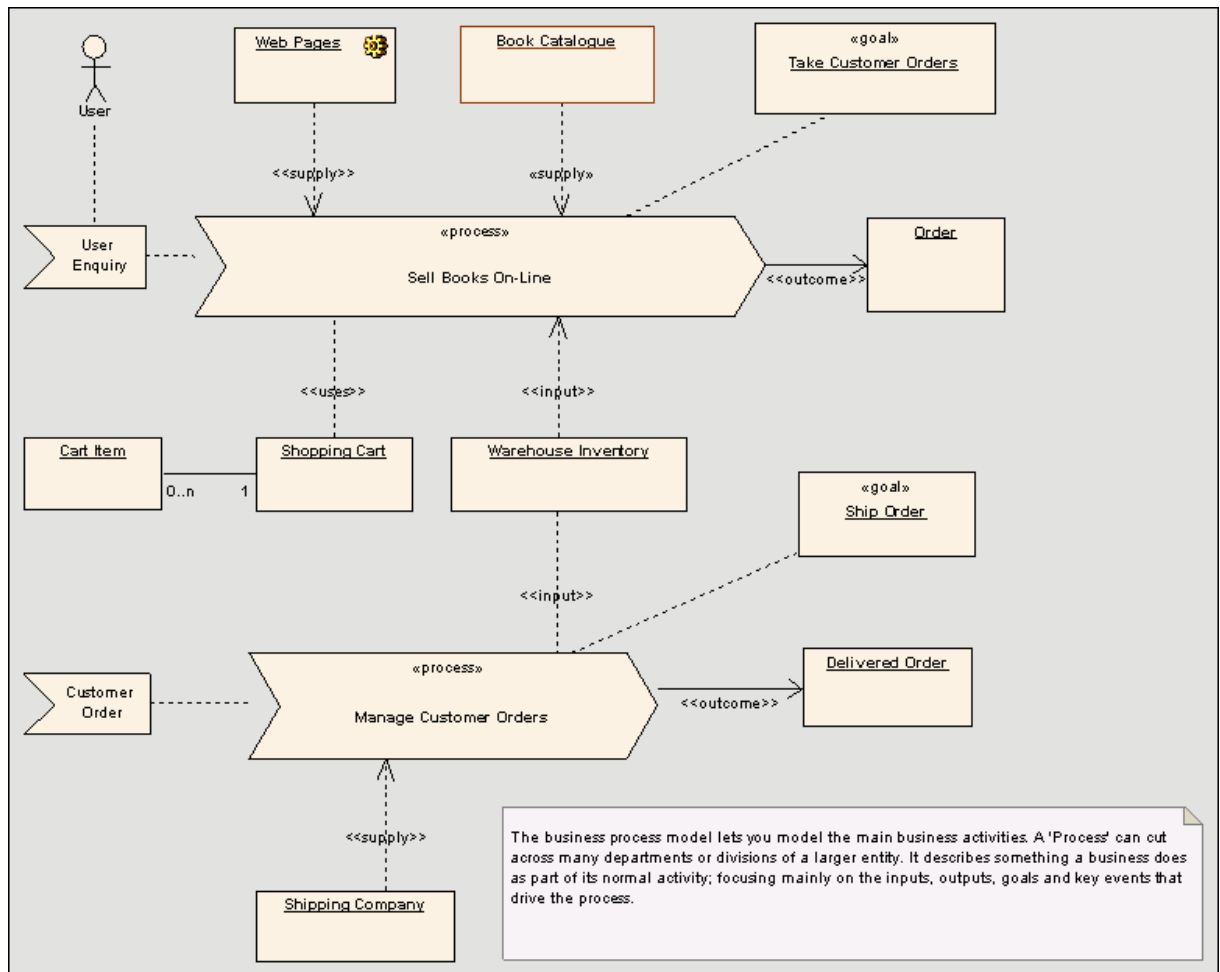 Web Pages
Book Catalogue
«goal»
Take Customer Orders
User
<<supply>>
«supply»
User
Enquiry
«process»
Sell Books On-Line
Order
<<outcome>>
<<uses>>
<<input>>
Cart Item
Shopping Cart
Warehouse Inventory
0..n
1
«goal»
Ship Order
<<input>>
«process»
Manage Customer Orders
Customer
Order
Delivered Order
<<outcome>>
<<supply>>
Shipping Company
The business process model lets you model the main business activities. A 'Process' can cut
across many departments or divisions of a larger entity. It describes something a business does
as part of its normal activity; focusing mainly on the inputs, outputs, goals and key events that
drive the process.